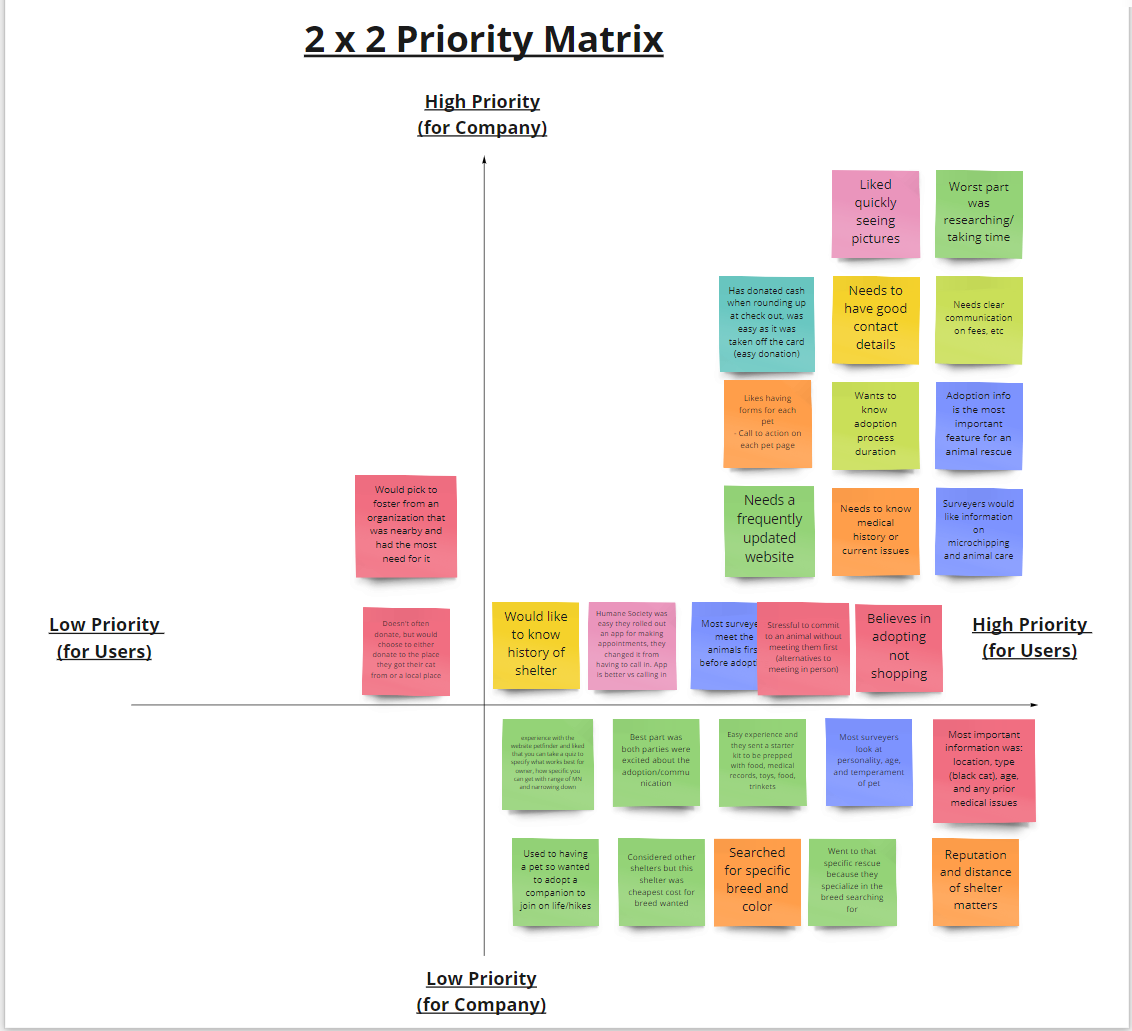 2 x 2 Priority Matrix
High Priority
(for Company)
Liked
quickly
seeing
pictures
Worst part
was
researching/
taking time
Has donated cash
when rounding up
at check out, was
easy as it was
taken off the card
(easy donation)
Needs to
have good
contact
details
Needs clear
communication
on fees, etc
Likes having
forms for each
pet
- Call to action on
each pet page
Wants to
know
adoption
process
duration
Adoption info
is the most
important
feature for an
animal rescue
Would pick to
foster from an
organization that
was nearby and
had the most
need for it
Needs a
frequently
updated
website
Needs to know
medical
history or
current issues
Surveyers would
like information
on
microchipping
and animal care
Low Priority
(for Users)
Doesn't often
donate, but would
choose to either
donate to the place
they got their cat
from or a local place
Would like
to know
history of
shelter
Humane Society was
easy they rolled out
an app for making
appointments, they
changed it from
having to call in. App
is better vs calling in
Most surveye
meet the
animals firs
before adopt
Stressful to commit
to an animal without
meeting them first
(alternatives to
meeting in person)
Believes in
adopting
not
shopping
High Priority
(for Users)
experience with the
website petfinder and liked
that you can take a quiz to
specify what works best for
owner, how specific you
can get with range of MN
and narrowing down
Best part was
both parties were
excited about the
adoption/commu
nication
Easy experience and
they sent a starter
kit to be prepped
with food, medical
records, toys, food,
trinkets
Most surveyers
look at
personality, age,
and temperament
of pet
Most important
information was:
location, type
(black cat), age,
and any prior
medical issues
Used to having
a pet so wanted
to adopt a
companion to
join on life/hikes
Considered other
shelters but this
shelter was
cheapest cost for
breed wanted
Searched
for specific
breed and
color
Went to that
specific rescue
because they
specialize in the
breed searching
for
Reputation
and distance
of shelter
matters
Low Priority
(for Company)